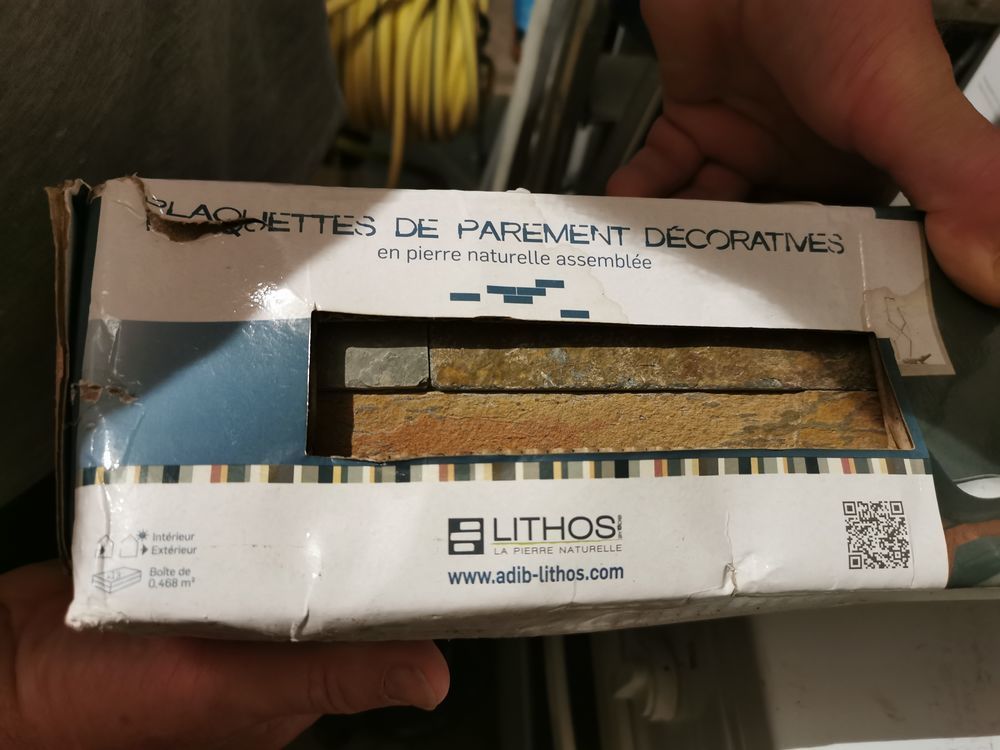 PLAQUETTES DE PAREMENT DÉCORATIVES
en pierre naturelle assemblée
Intérieur
Extérieur
Boîte de
0,468 m²
LITHOS
LA PIERRE NATURELLE
www.adib-lithos.com